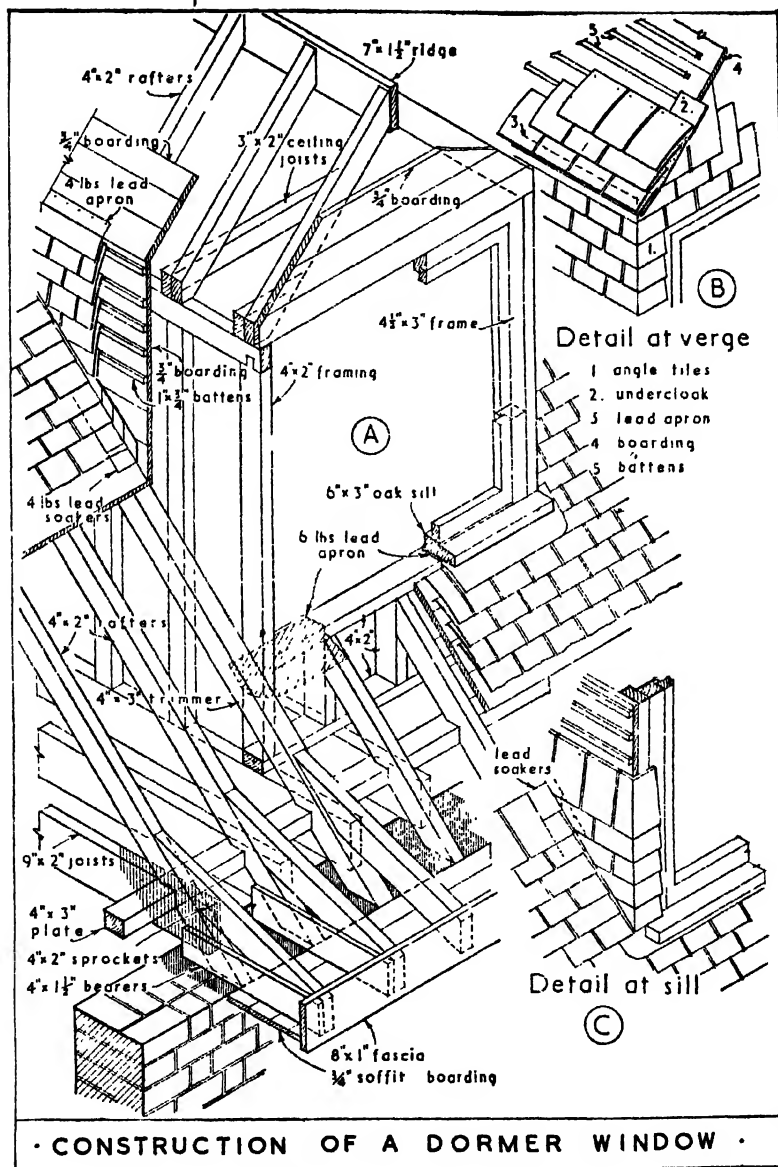 7"×1½" ridge
4"×2" rafters
¾" boarding
3"×2" ceiling
joists
4 lbs lead
apron
¾" boarding
4½"×3" frame
¾" boarding
1"×¾" battens
4"×2" framing
A
4 lbs lead
soakers
6"×3" oak sill
6 lbs lead
apron
4"×2" rafters
4"×2"
4"×3" trimmer
9"×2" joists
4"×3"
plate
4"×2" sprockets
4"×1½" bearers
8"×1" fascia
¾" soffit boarding
5
4
2.
3
1.
B
Detail at verge
1 angle tiles
2. undercloak
3 lead apron
4 boarding
5 battens
lead
soakers
Detail at sill
C
· CONSTRUCTION OF A DORMER WINDOW ·